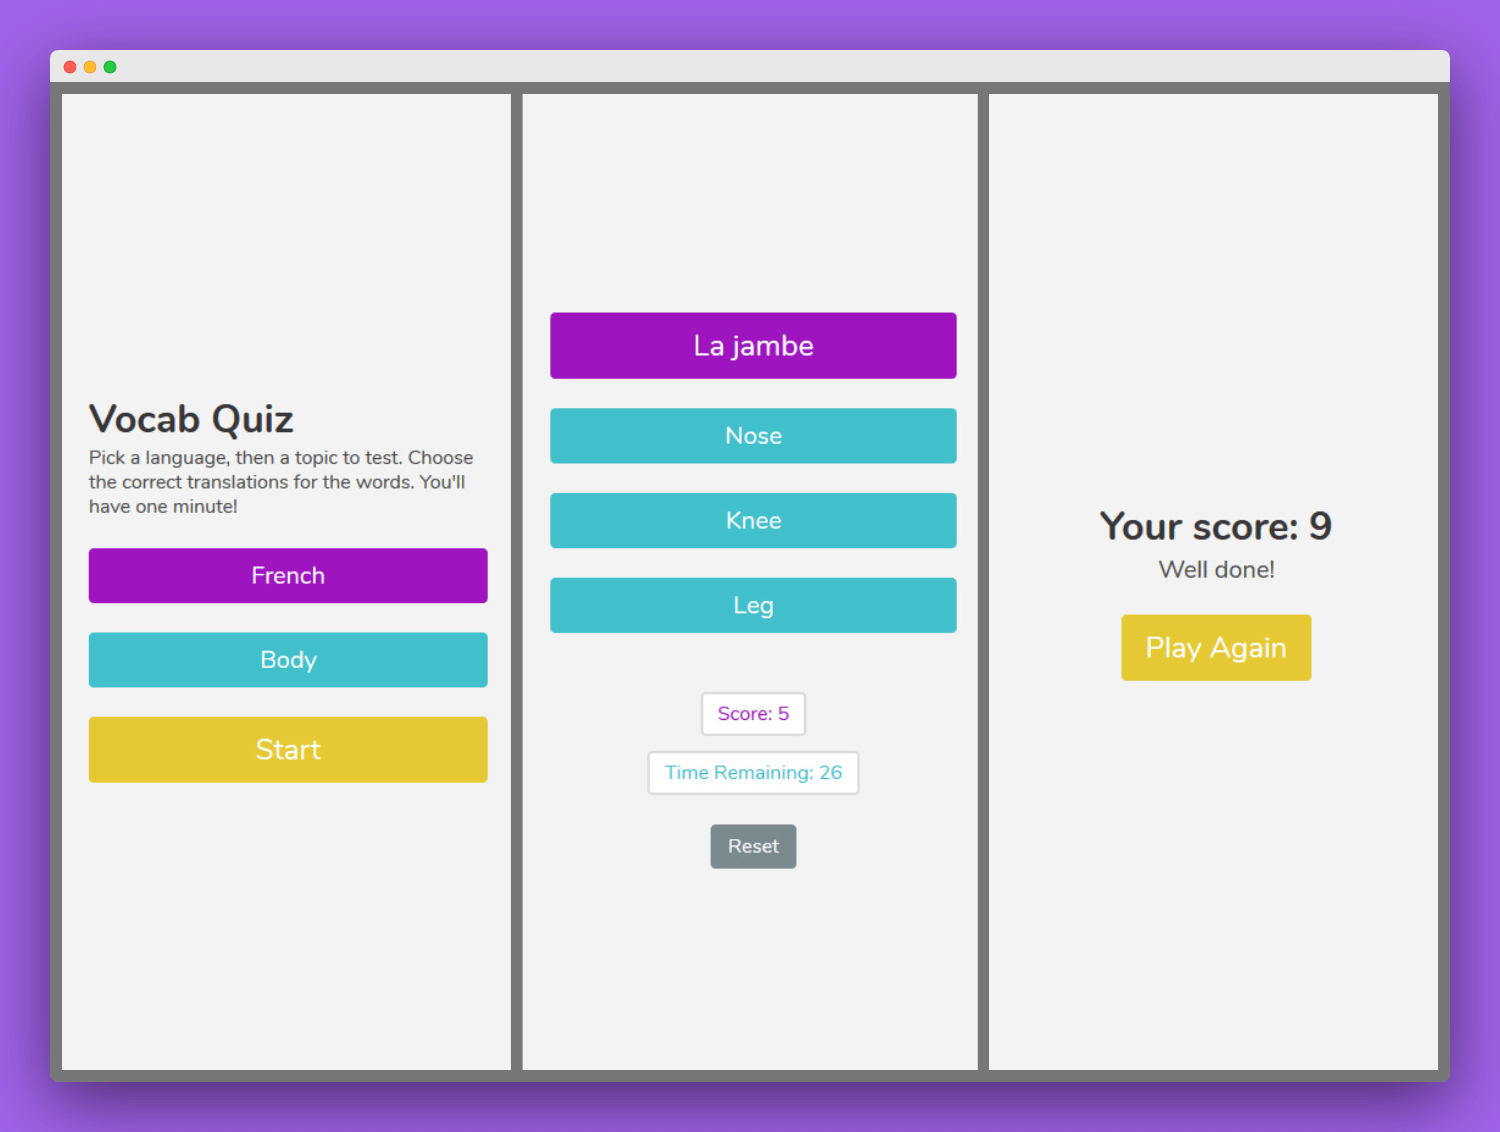 Vocab Quiz
Pick a language, then a topic to test. Choose
the correct translations for the words. You'll
have one minute!
French
Body
Start
La jambe
Nose
Knee
Leg
Score: 5
Time Remaining: 26
Reset
Your score: 9
Well done!
Play Again